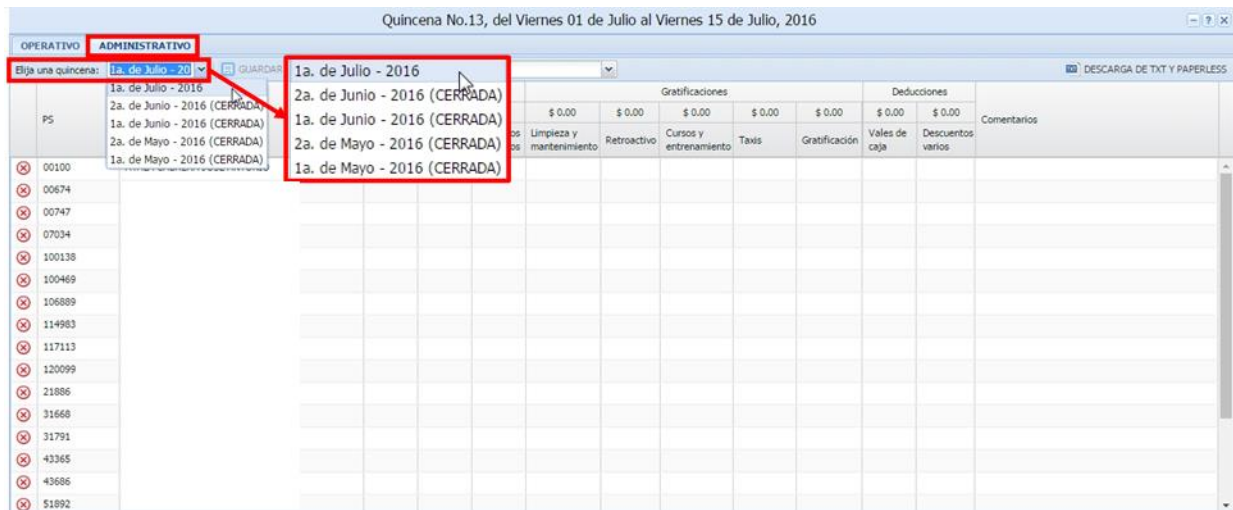 Quincena No.13, del Viernes 01 de Julio al Viernes 15 de Julio, 2016
OPERATIVO ADMINISTRATIVO
Elija una quincena: 1a. de Julio - 20 GUARDAR DESCARGA DE TXT Y PAPERLESS
1a. de Julio - 2016
2a. de Junio - 2016 (CERRADA)
1a. de Junio - 2016 (CERRADA)
2a. de Mayo - 2016 (CERRADA)
1a. de Mayo - 2016 (CERRADA)
1a. de Julio - 2016
2a. de Junio - 2016 (CERRADA)
1a. de Junio - 2016 (CERRADA)
2a. de Mayo - 2016 (CERRADA)
1a. de Mayo - 2016 (CERRADA)
PS Gratificaciones Deducciones Comentarios
$ 0.00 $ 0.00 $ 0.00 $ 0.00 $ 0.00 $ 0.00 $ 0.00
Limpieza y mantenimiento Retroactivo Cursos y entrenamiento Taxis Gratificación Vales de caja Descuentos varios
00100
00674
00747
07034
100138
100469
106889
114983
117113
120099
21886
31668
31791
43365
43686
51892